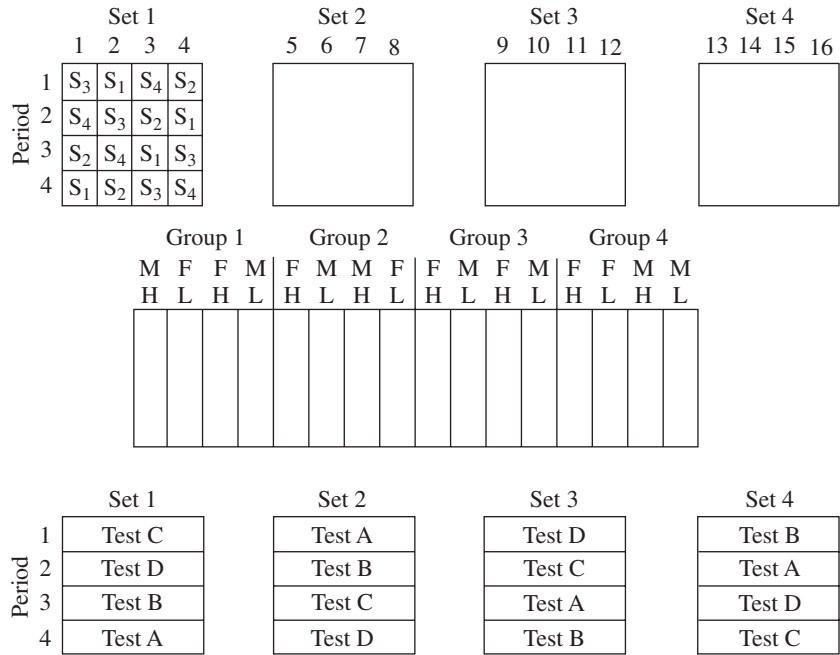 Set 1 Set 2 Set 3 Set 4
1 2 3 4 5 6 7 8 9 10 11 12 13 14 15 16
Period
1 S₃ S₁ S₄ S₂
2 S₄ S₃ S₂ S₁
3 S₂ S₄ S₁ S₃
4 S₁ S₂ S₃ S₄
Group 1 Group 2 Group 3 Group 4
M F F M F M M F F M F M F F M M
H L H L H L H L H L H L H L H L
Set 1 Set 2 Set 3 Set 4
Period
1 Test C Test A Test D Test B
2 Test D Test B Test C Test A
3 Test B Test C Test A Test D
4 Test A Test D Test B Test C